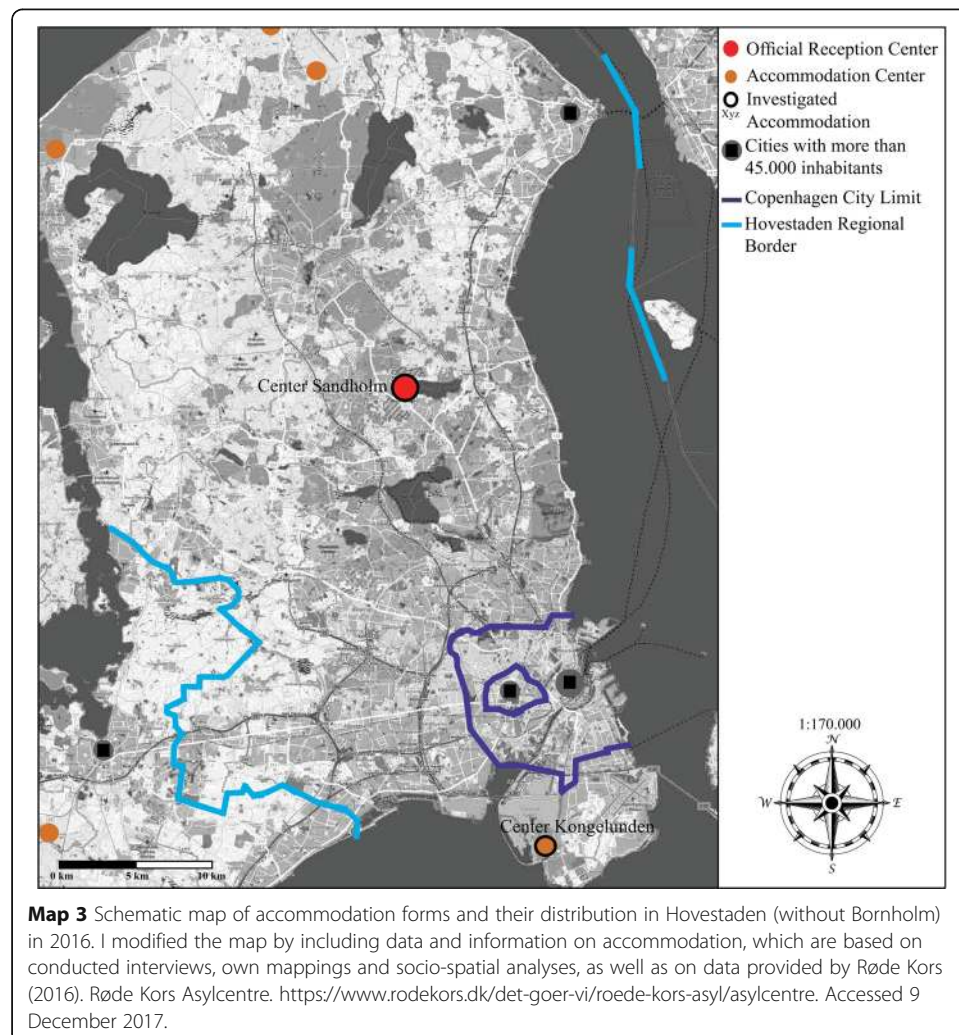 Official Reception Center
Accommodation Center
Investigated
Xyz
Accommodation
Cities with more than
45.000 inhabitants
Copenhagen City Limit
Hovestaden Regional
Border
Center Sandholm
Center Kongelunden
1:170.000
N
W
E
S
0 km
5 km
10 km
Map 3 Schematic map of accommodation forms and their distribution in Hovestaden (without Bornholm)
in 2016. I modified the map by including data and information on accommodation, which are based on
conducted interviews, own mappings and socio-spatial analyses, as well as on data provided by Røde Kors
(2016). Røde Kors Asylcentre. https://www.rodekors.dk/det-goer-vi/roede-kors-asyl/asylcentre. Accessed 9
December 2017.